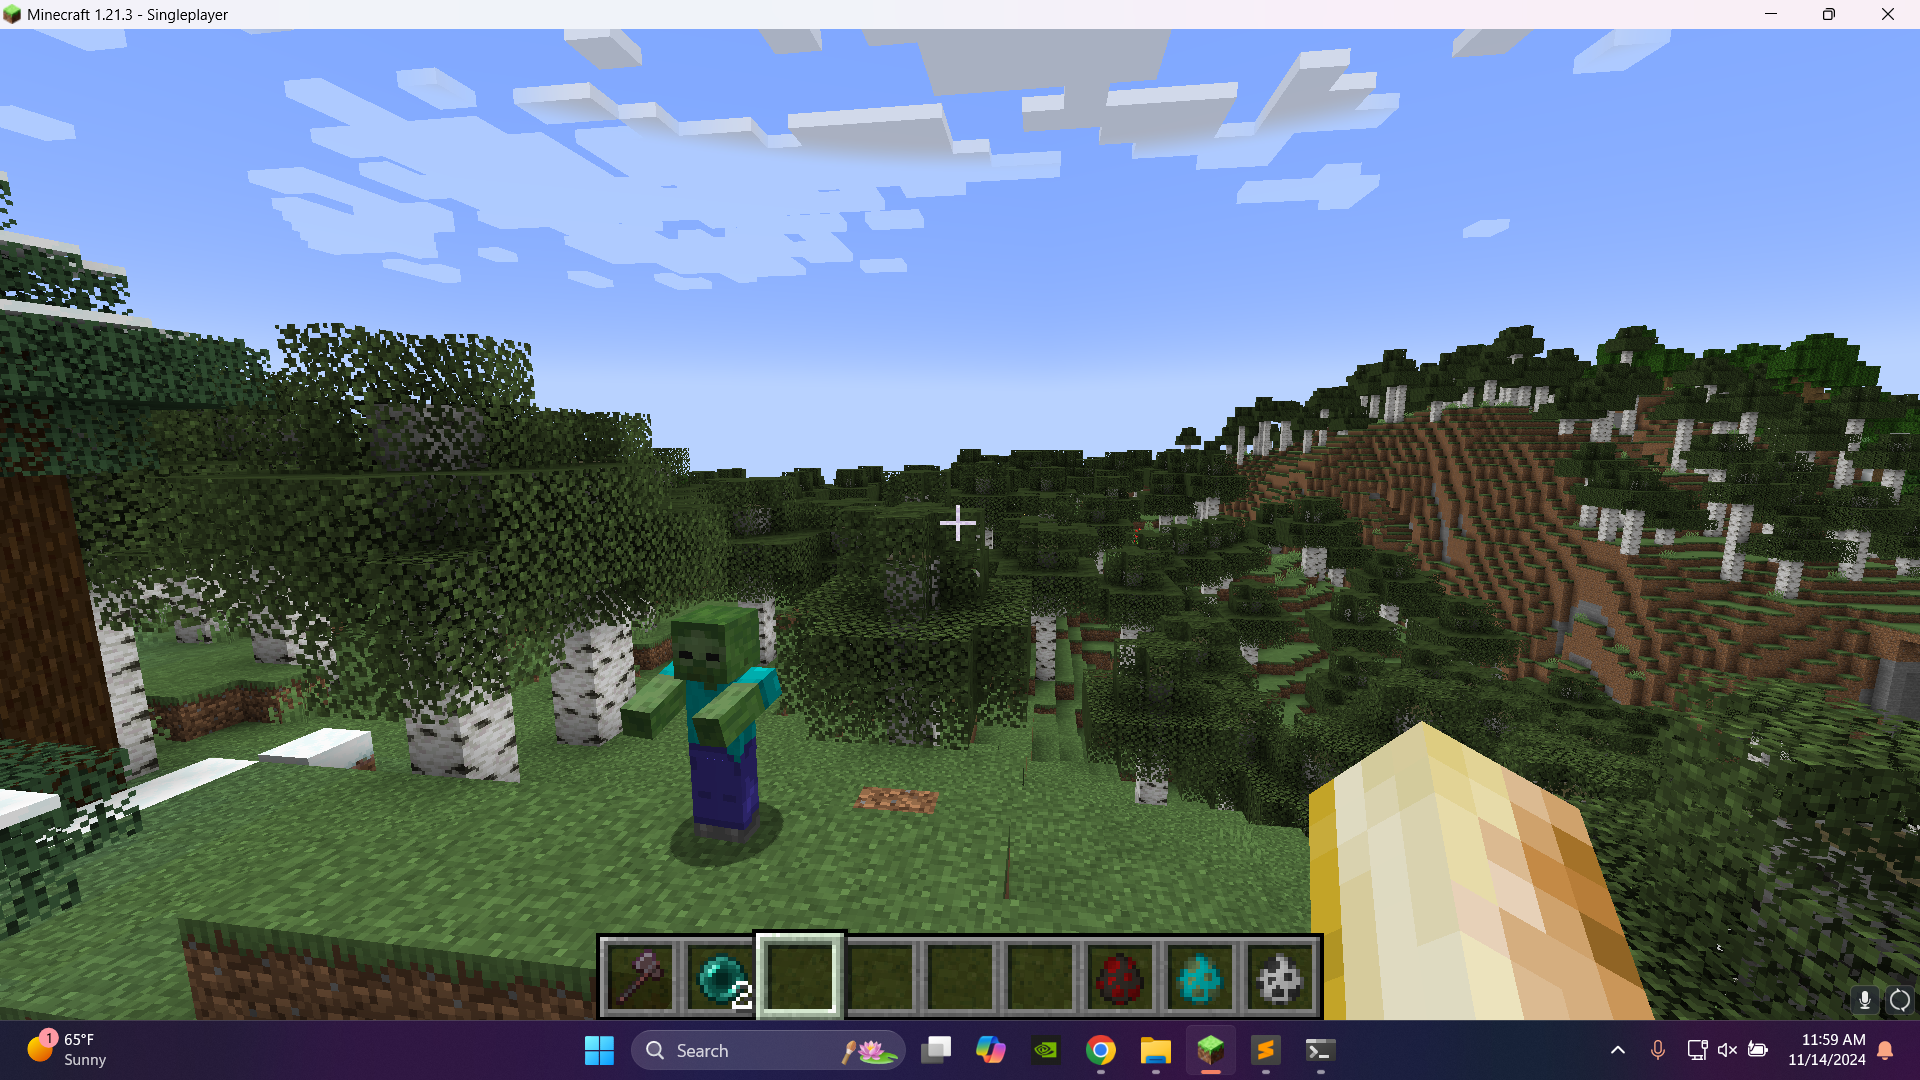 Minecraft 1.21.3 - Singleplayer
2
1
65°F
Sunny
Search
11:59 AM
11/14/2024